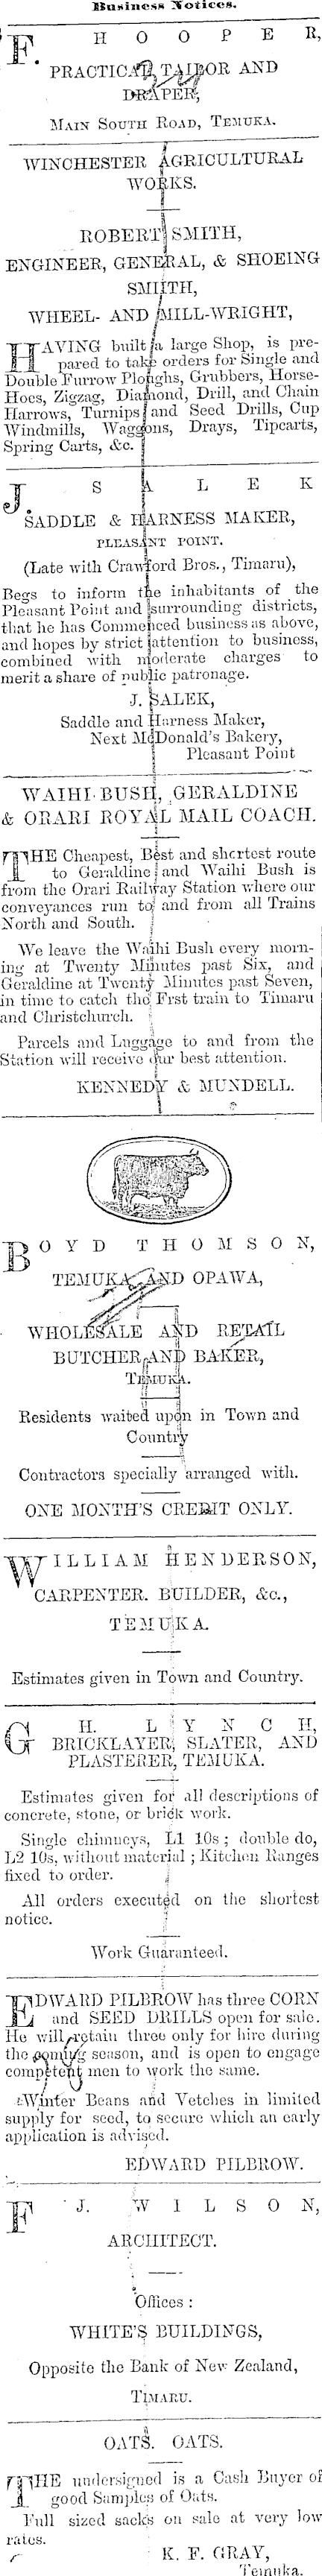 Business Notices.
F. HOOPER,
PRACTICAL TAILOR AND
DRAPER,
MAIN SOUTH ROAD, TEMUKA.
WINCHESTER AGRICULTURAL
WORKS.
ROBERT SMITH,
ENGINEER, GENERAL, & SHOEING
SMITH,
WHEEL- AND MILL-WRIGHT,
HAVING built a large Shop, is pre-
pared to take orders for Single and
Double Furrow Ploughs, Grubbers, Horse-
Hoes, Zigzag, Diamond, Drill, and Chain
Harrows, Turnips and Seed Drills, Cup
Windmills, Waggons, Drays, Tipcarts,
Spring Carts, &c.
J. SALEK
SADDLE & HARNESS MAKER,
PLEASANT POINT.
(Late with Crawford Bros., Timaru),
Begs to inform the inhabitants of the
Pleasant Point and surrounding districts,
that he has Commenced business as above,
and hopes by strict attention to business,
combined with moderate charges to
merit a share of public patronage.
J. SALEK,
Saddle and Harness Maker,
Next McDonald's Bakery,
Pleasant Point
WAIHI BUSH, GERALDINE
& ORARI ROYAL MAIL COACH.
THE Cheapest, Best and shortest route
to Geraldine and Waihi Bush is
from the Orari Railway Station where our
conveyances run to and from all Trains
North and South.
We leave the Waihi Bush every morn-
ing at Twenty Minutes past Six, and
Geraldine at Twenty Minutes past Seven,
in time to catch the Frst train to Timaru
and Christchurch.
Parcels and Luggage to and from the
Station will receive our best attention.
KENNEDY & MUNDELL.
BOYD THOMSON,
TEMUKA AND OPAWA,
WHOLESALE AND RETAIL
BUTCHER AND BAKER,
TEMUKA.
Residents waited upon in Town and
Country
Contractors specially arranged with.
ONE MONTH'S CREDIT ONLY.
WILLIAM HENDERSON,
CARPENTER. BUILDER, &c.,
TEMUKA.
Estimates given in Town and Country.
G H. LYNCH,
BRICKLAYER, SLATER, AND
PLASTERER, TEMUKA.
Estimates given for all descriptions of
concrete, stone, or brick work.
Single chimneys, L1 10s; double do,
L2 10s, without material; Kitchen Ranges
fixed to order.
All orders executed on the shortest
notice.
Work Guaranteed.
EDWARD PILBROW has three CORN
and SEED DRILLS open for sale.
He will retain three only for hire during
the coming season, and is open to engage
competent men to work the same.
Winter Beans and Vetches in limited
supply for seed, to secure which an early
application is advised.
EDWARD PILBROW.
F J. WILSON,
ARCHITECT.
Offices:
WHITE'S BUILDINGS,
Opposite the Bank of New Zealand,
TIMARU.
OATS. OATS.
THE undersigned is a Cash Buyer of
good Samples of Oats.
Full sized sacks on sale at very low
rates.
K. F. GRAY,
Temuka.